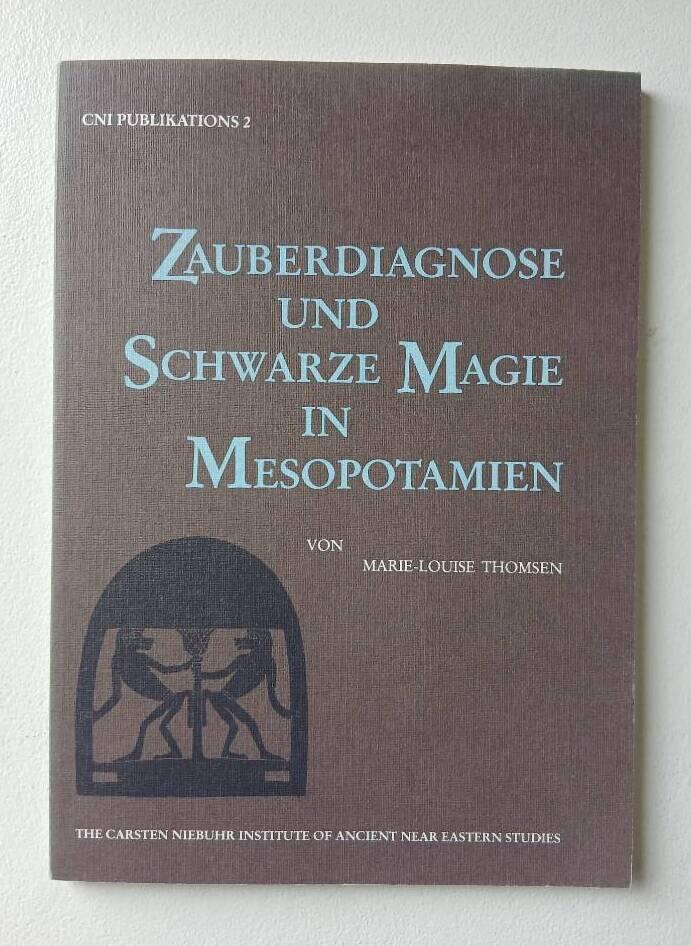 CNI PUBLIKATIONS 2
ZAUBERDIAGNOSE
UND
SCHWARZE MAGIE
IN
MESOPOTAMIEN
VON
MARIE-LOUISE THOMSEN
THE CARSTEN NIEBUHR INSTITUTE OF ANCIENT NEAR EASTERN STUDIES